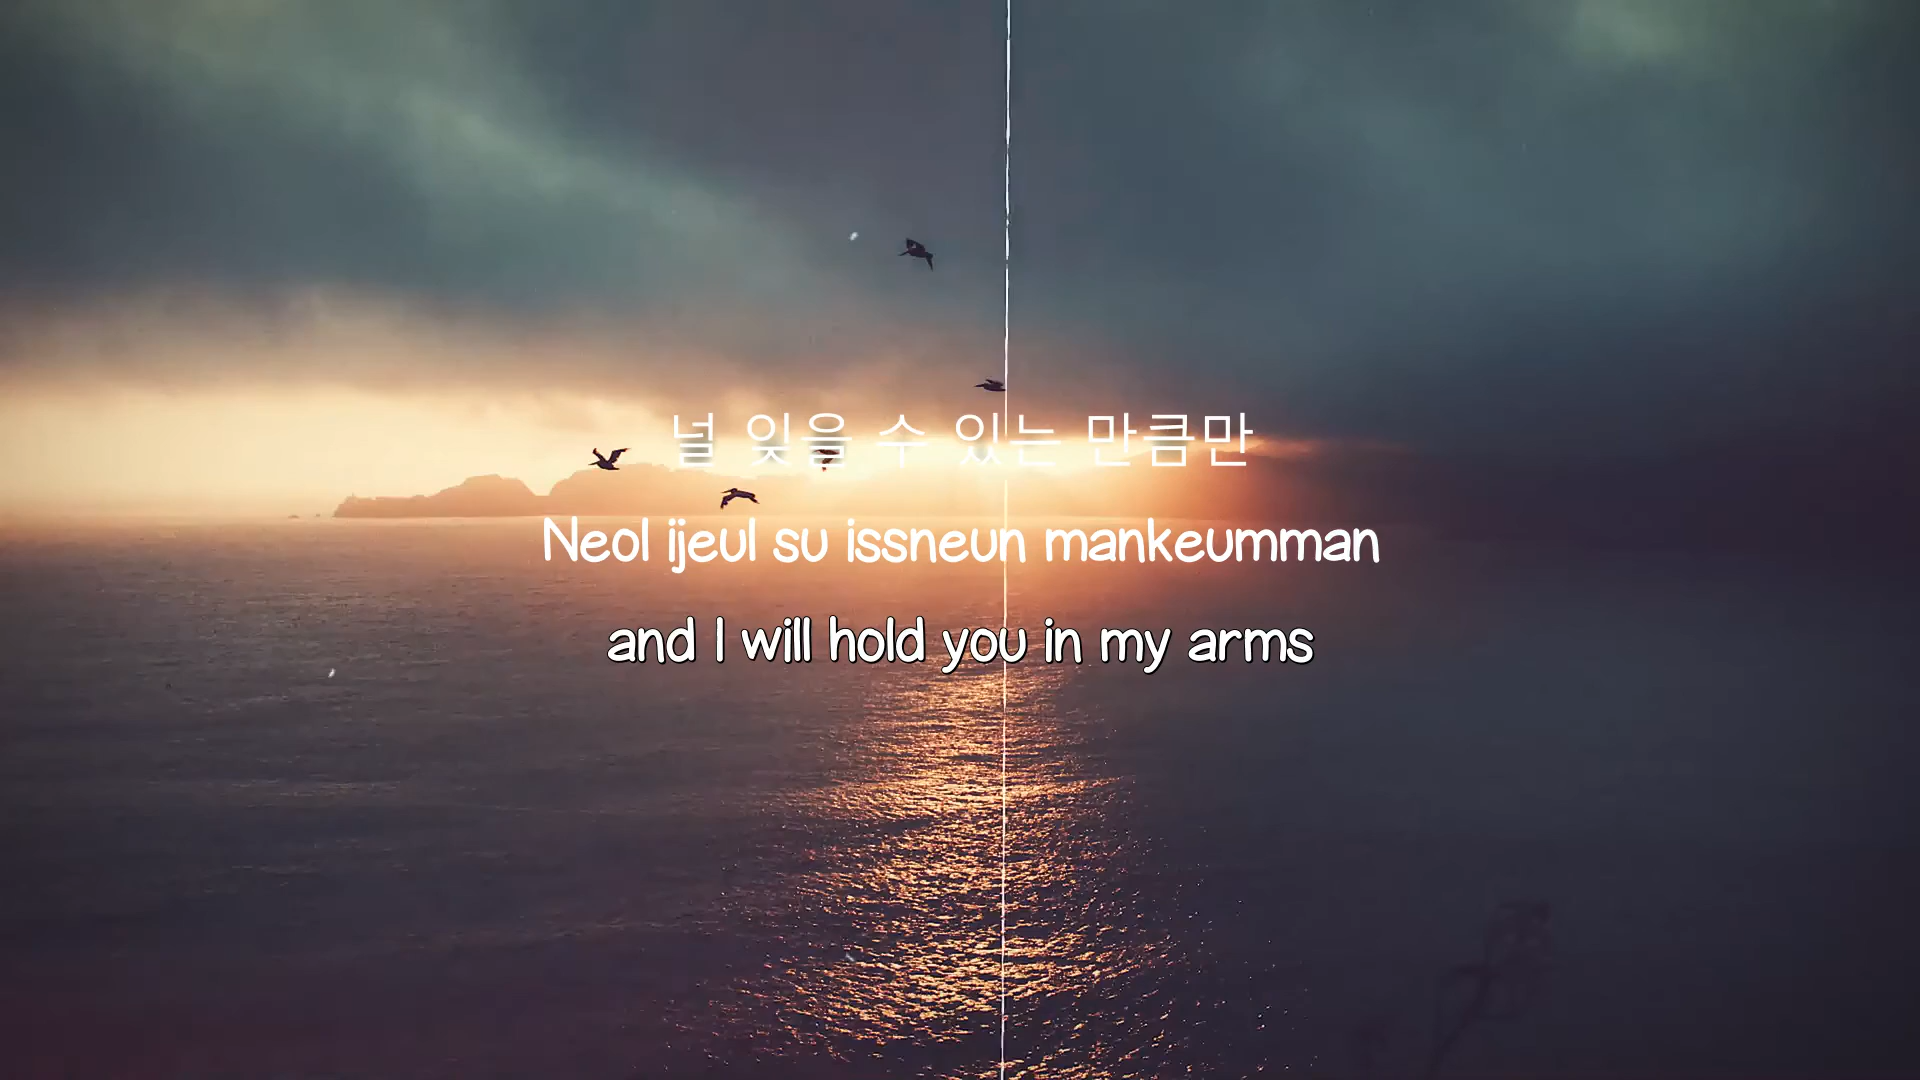 널 잊을 수 있는 만큼만
Neol ijeul su issneun mankeumman
and I will hold you in my arms